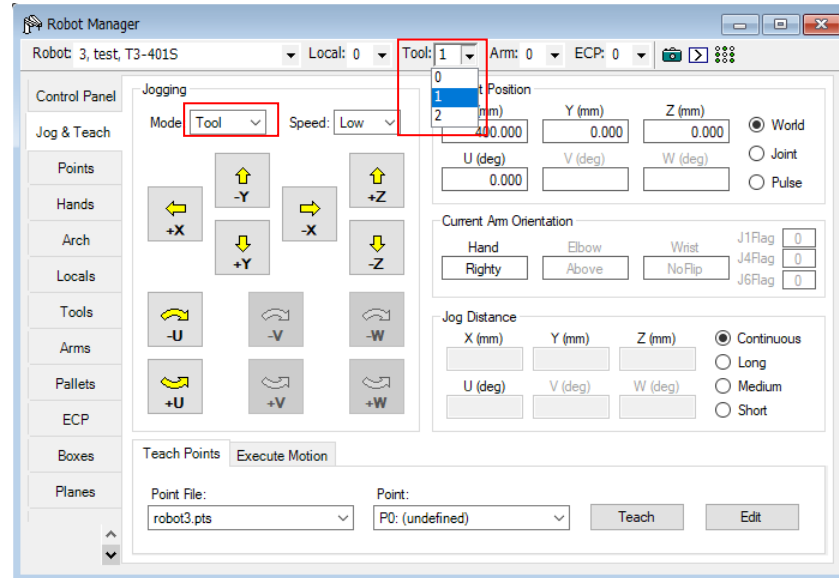 Robot Manager
Robot: 3, test, T3-401S Local: 0 Tool: 1 Arm: 0 ECP: 0
0
1
2
Control Panel
Jog & Teach
Points
Hands
Arch
Locals
Tools
Arms
Pallets
ECP
Boxes
Planes
Jogging
Mode: Tool Speed: Low
-Y +Z
+X -X
+Y -Z
-U -V -W
+U +V +W
t Position
(mm) Y (mm) Z (mm)
400.000 0.000 0.000
U (deg) V (deg) W (deg)
0.000
World
Joint
Pulse
Current Arm Orientation
Hand Elbow Wrist
Righty Above NoFlip
J1Flag 0
J4Flag 0
J6Flag 0
Jog Distance
X (mm) Y (mm) Z (mm)
U (deg) V (deg) W (deg)
Continuous
Long
Medium
Short
Teach Points Execute Motion
Point File: Point:
robot3.pts P0: (undefined) Teach Edit